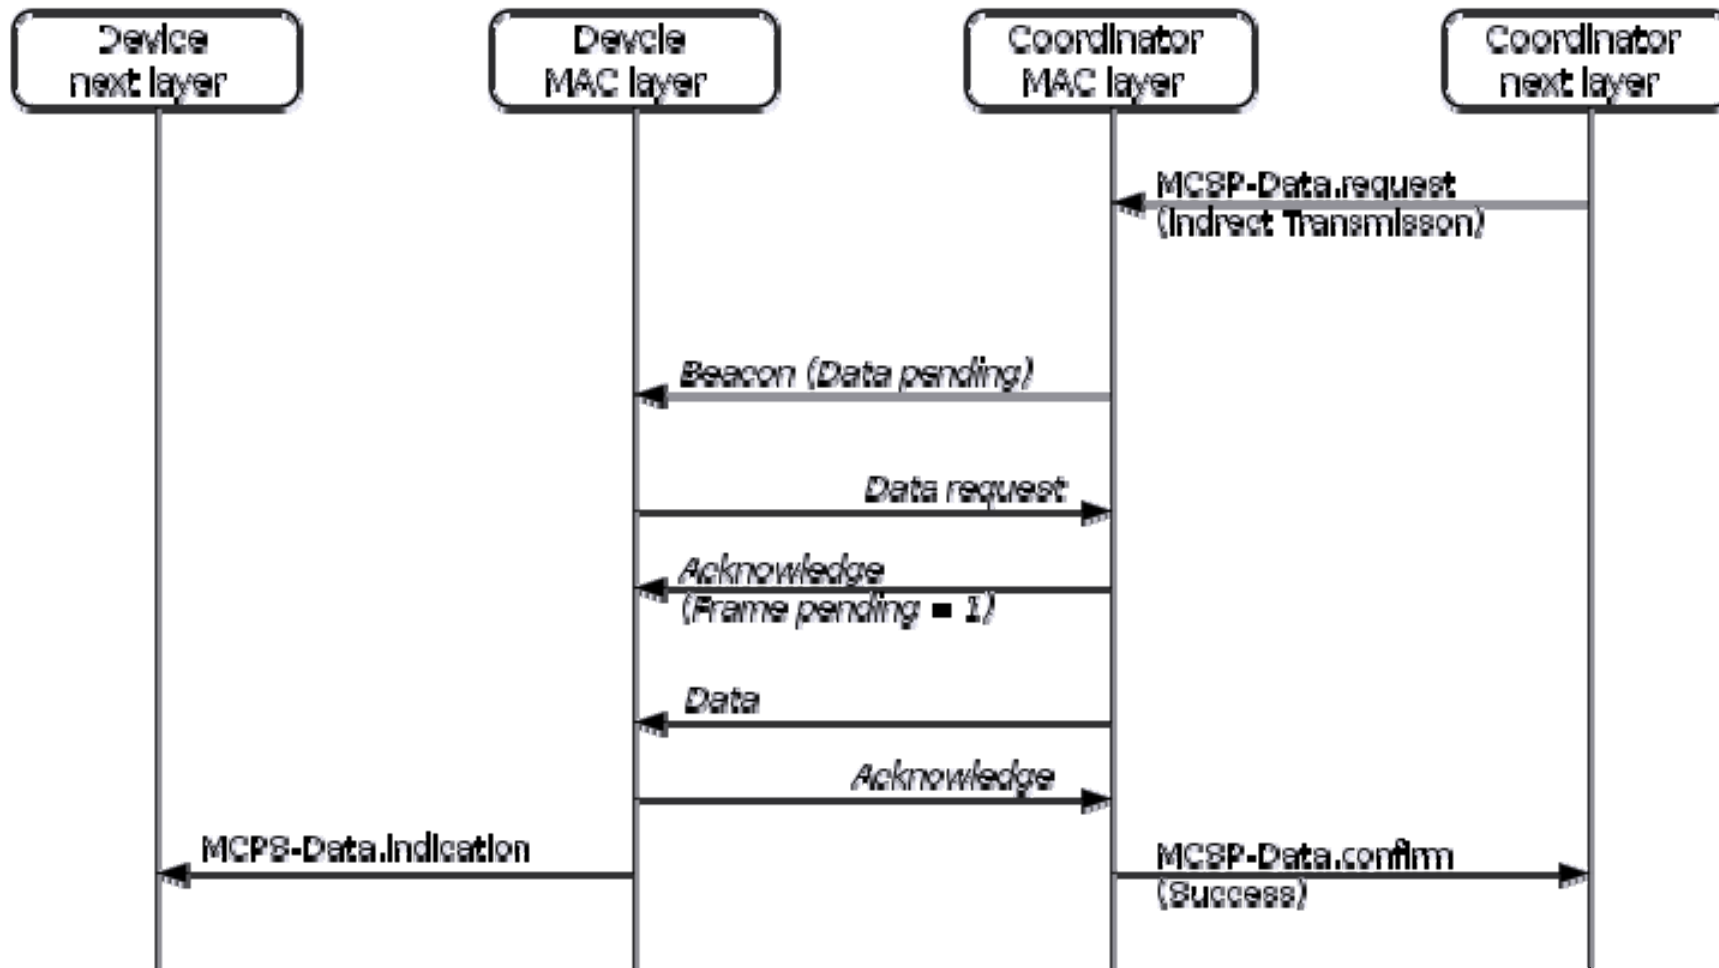 Device
next layer
Devcie
MAC layer
Coordinator
MAC layer
Coordinator
next layer
MCSP-Data.request
(Indrect Transmisson)
Beacon (Data pending)
Data request
Acknowledge
(Frame pending = 1)
Data
Acknowledge
MCPS-Data.indication
MCSP-Data.confirm
(Success)